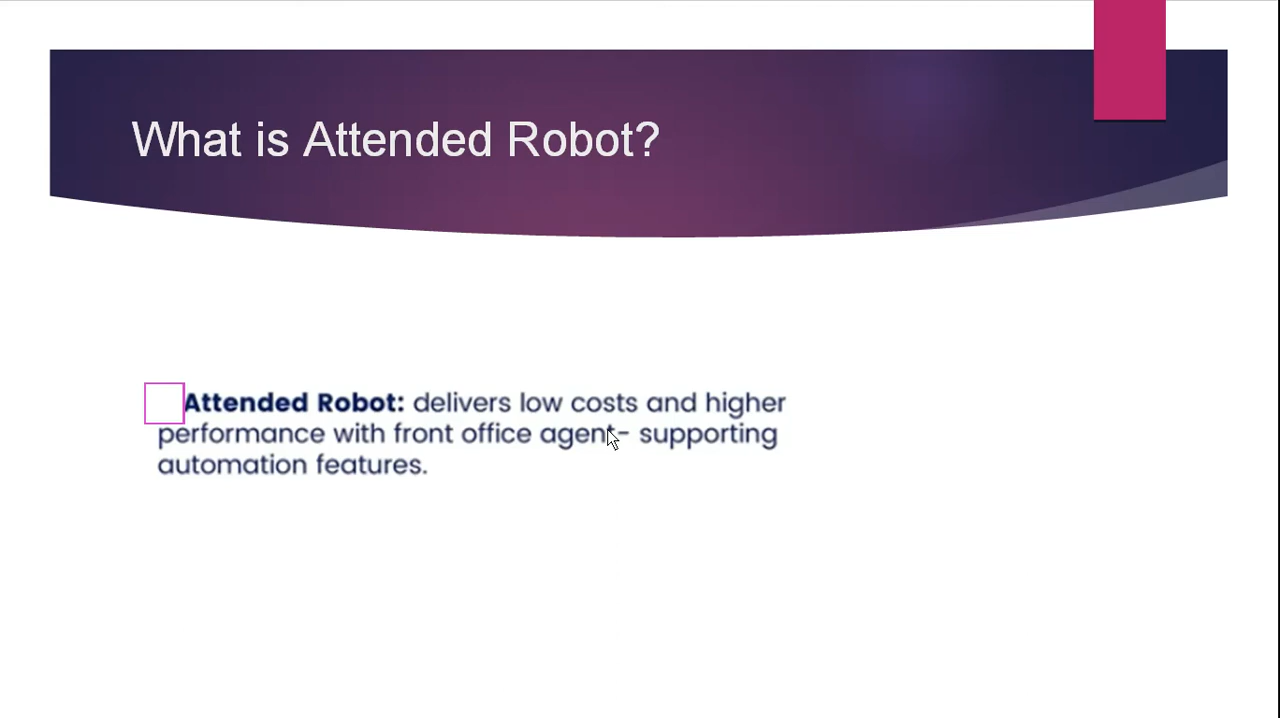 What is Attended Robot?
Attended Robot: delivers low costs and higher
performance with front office agent- supporting
automation features.